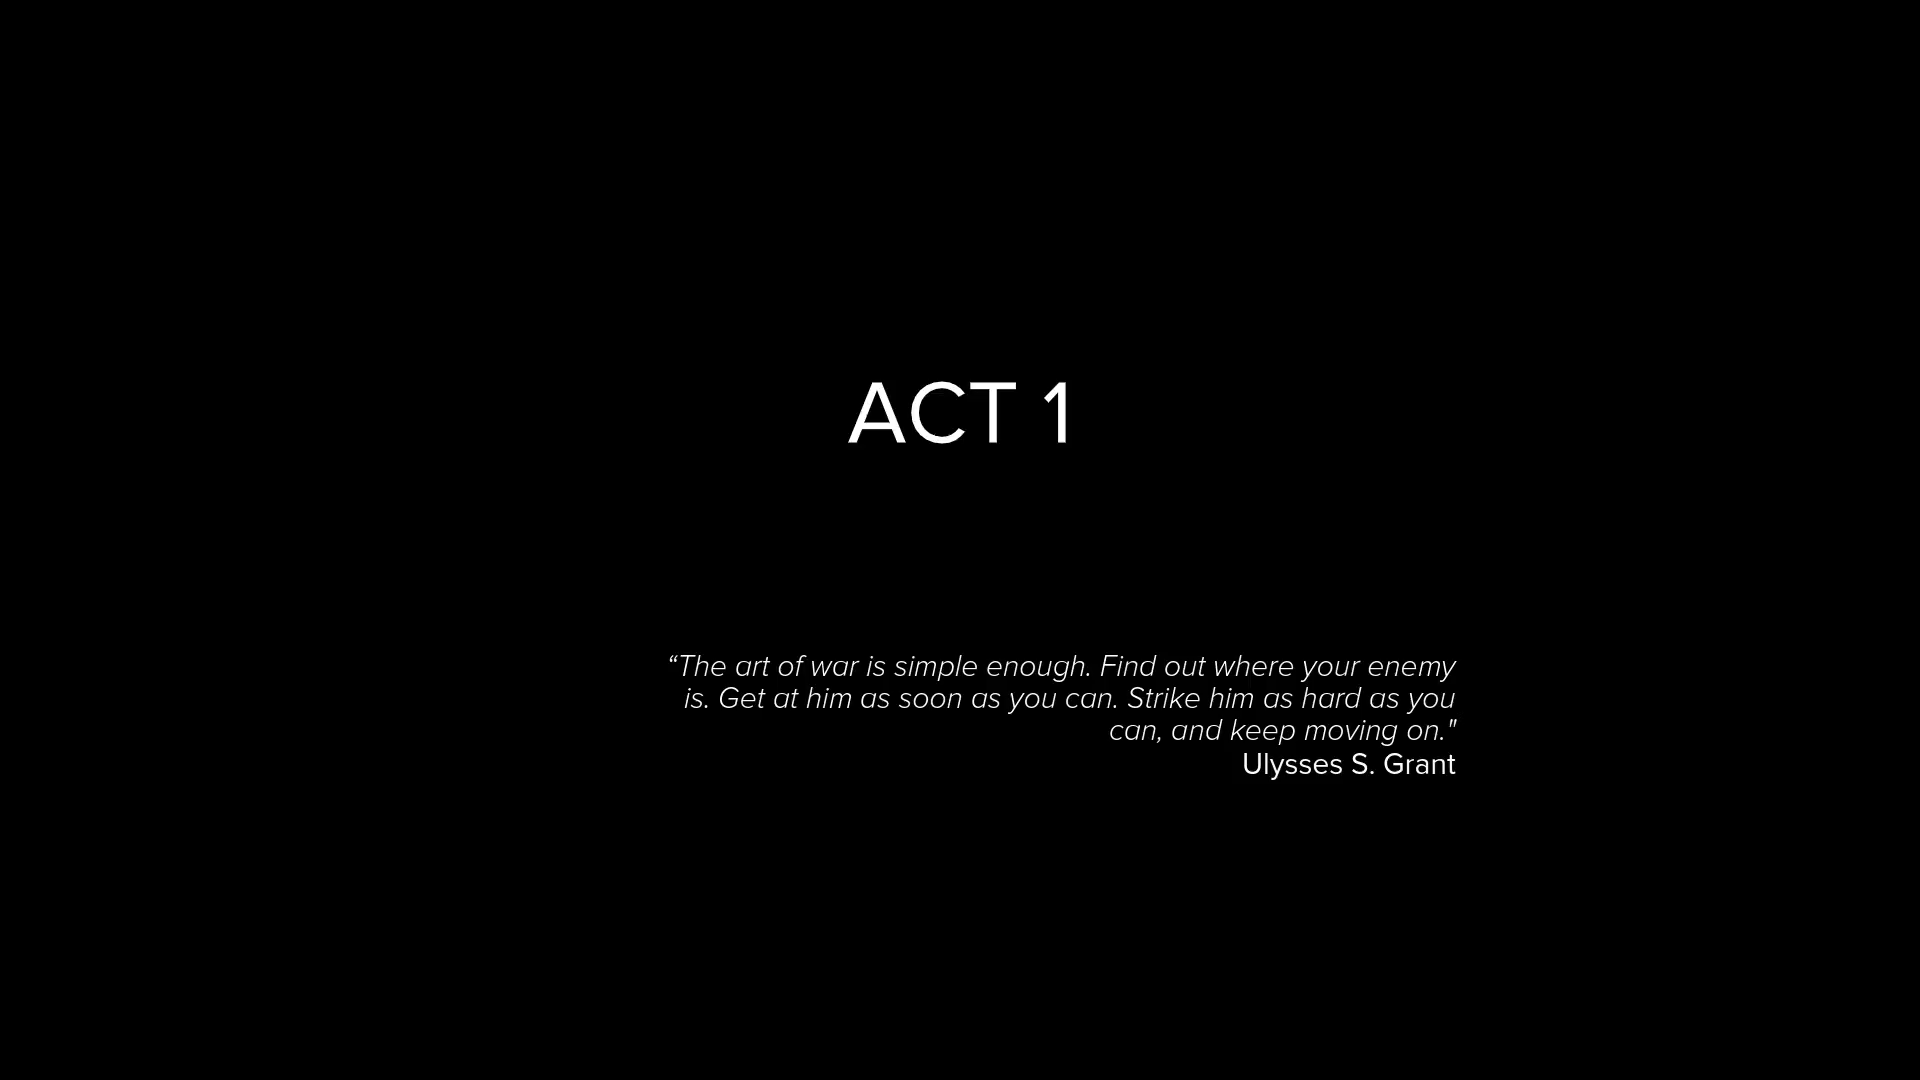 ACT 1
“The art of war is simple enough. Find out where your enemy
is. Get at him as soon as you can. Strike him as hard as you
can, and keep moving on."
Ulysses S. Grant